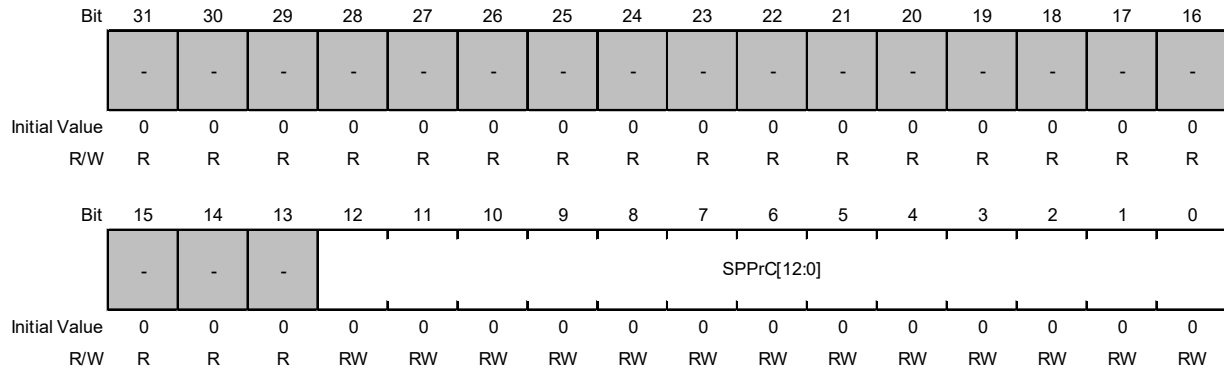 Bit 31 30 29 28 27 26 25 24 23 22 21 20 19 18 17 16
- - - - - - - - - - - - - - - -
Initial Value 0 0 0 0 0 0 0 0 0 0 0 0 0 0 0 0
R/W R R R R R R R R R R R R R R R R
Bit 15 14 13 12 11 10 9 8 7 6 5 4 3 2 1 0
- - - SPPrC[12:0]
Initial Value 0 0 0 0 0 0 0 0 0 0 0 0 0 0 0 0
R/W R R R RW RW RW RW RW RW RW RW RW RW RW RW RW